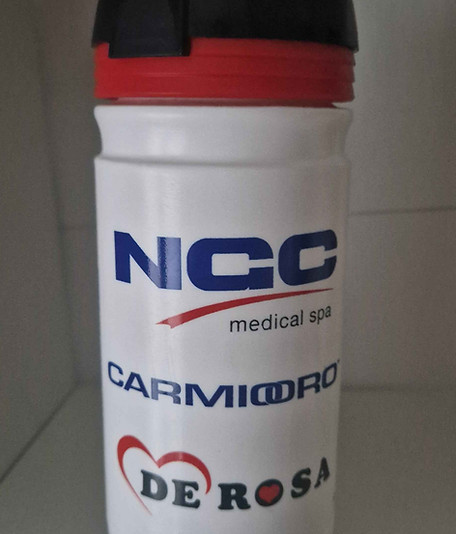 NGC
medical spa
CARMIOORO
DE ROSA